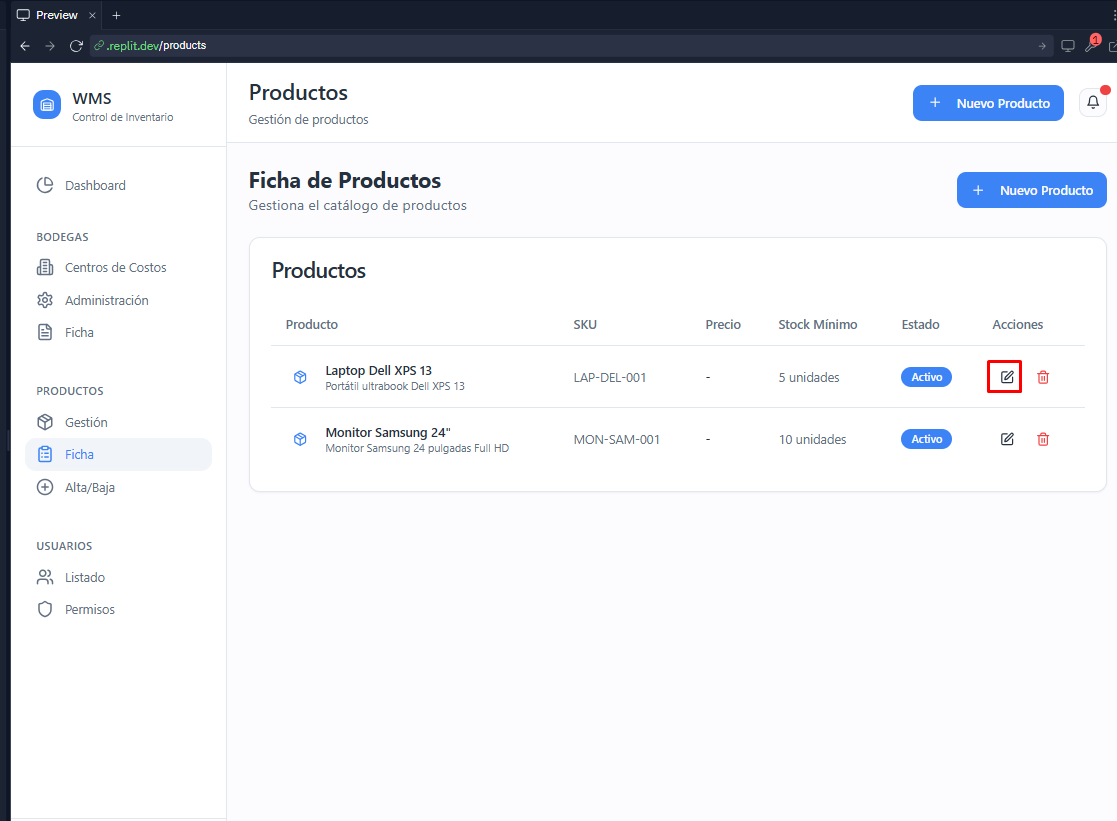 Preview
.replit.dev/products
1
WMS
Control de Inventario
Productos
Gestión de productos
Nuevo Producto
Dashboard
BODEGAS
Centros de Costos
Administración
Ficha
PRODUCTOS
Gestión
Ficha
Alta/Baja
USUARIOS
Listado
Permisos
Ficha de Productos
Gestiona el catálogo de productos
Nuevo Producto
Productos
Producto SKU Precio Stock Mínimo Estado Acciones
Laptop Dell XPS 13
Portátil ultrabook Dell XPS 13
LAP-DEL-001 - 5 unidades Activo
Monitor Samsung 24"
Monitor Samsung 24 pulgadas Full HD
MON-SAM-001 - 10 unidades Activo